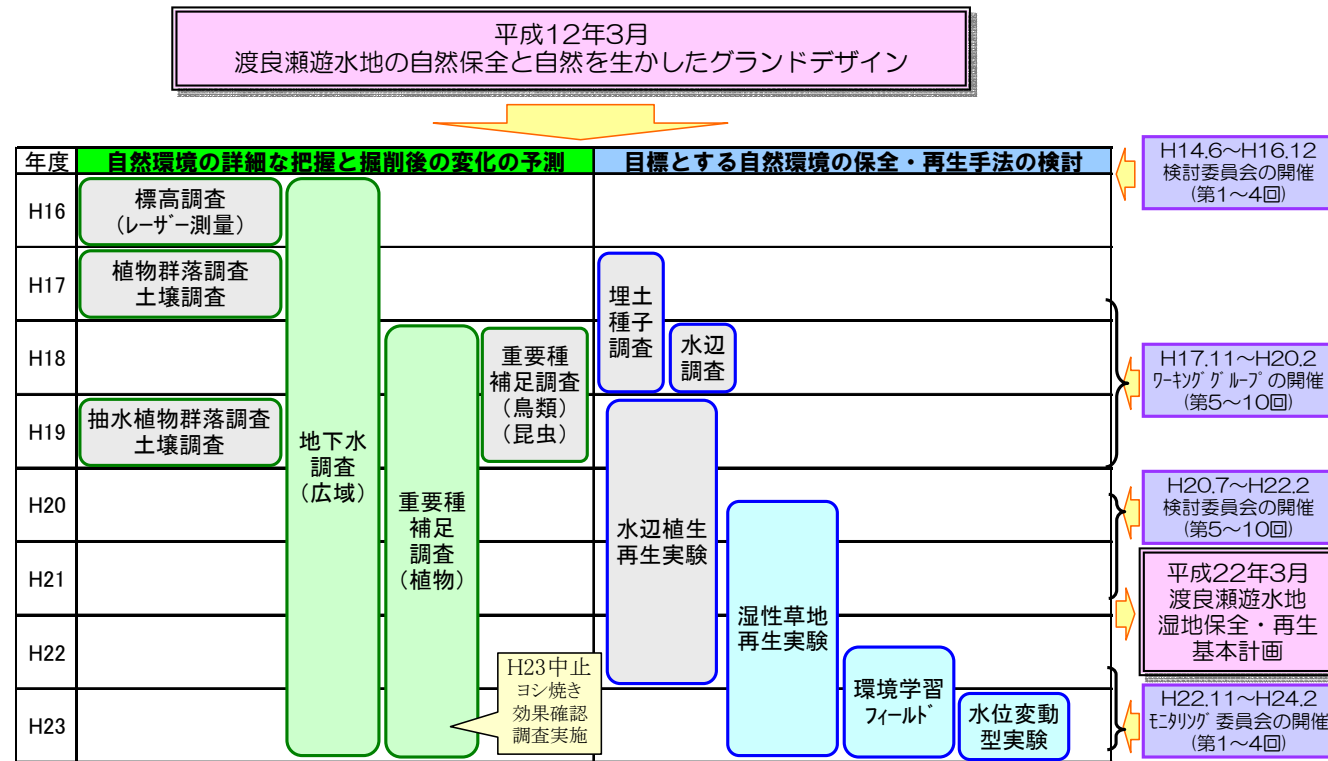 平成12年3月
渡良瀬遊水地の自然保全と自然を生かしたグランドデザイン
年度
自然環境の詳細な把握と掘削後の変化の予測
目標とする自然環境の保全・再生手法の検討
H16
H17
H18
H19
H20
H21
H22
H23
標高調査
(レーザー測量)
植物群落調査
土壌調査
抽水植物群落調査
土壌調査
地下水
調査
(広域)
重要種
補足
調査
(植物)
重要種
補足調査
(鳥類)
(昆虫)
H23中止
ヨシ焼き
効果確認
調査実施
埋土
種子
調査
水辺
調査
水辺植生
再生実験
湿性草地
再生実験
環境学習
フィールド
水位変動
型実験
H14.6～H16.12
検討委員会の開催
(第1～4回)
H17.11～H20.2
ワーキンググループの開催
(第5～10回)
H20.7～H22.2
検討委員会の開催
(第5～10回)
平成22年3月
渡良瀬遊水地
湿地保全・再生
基本計画
H22.11～H24.2
モニタリング委員会の開催
(第1～4回)